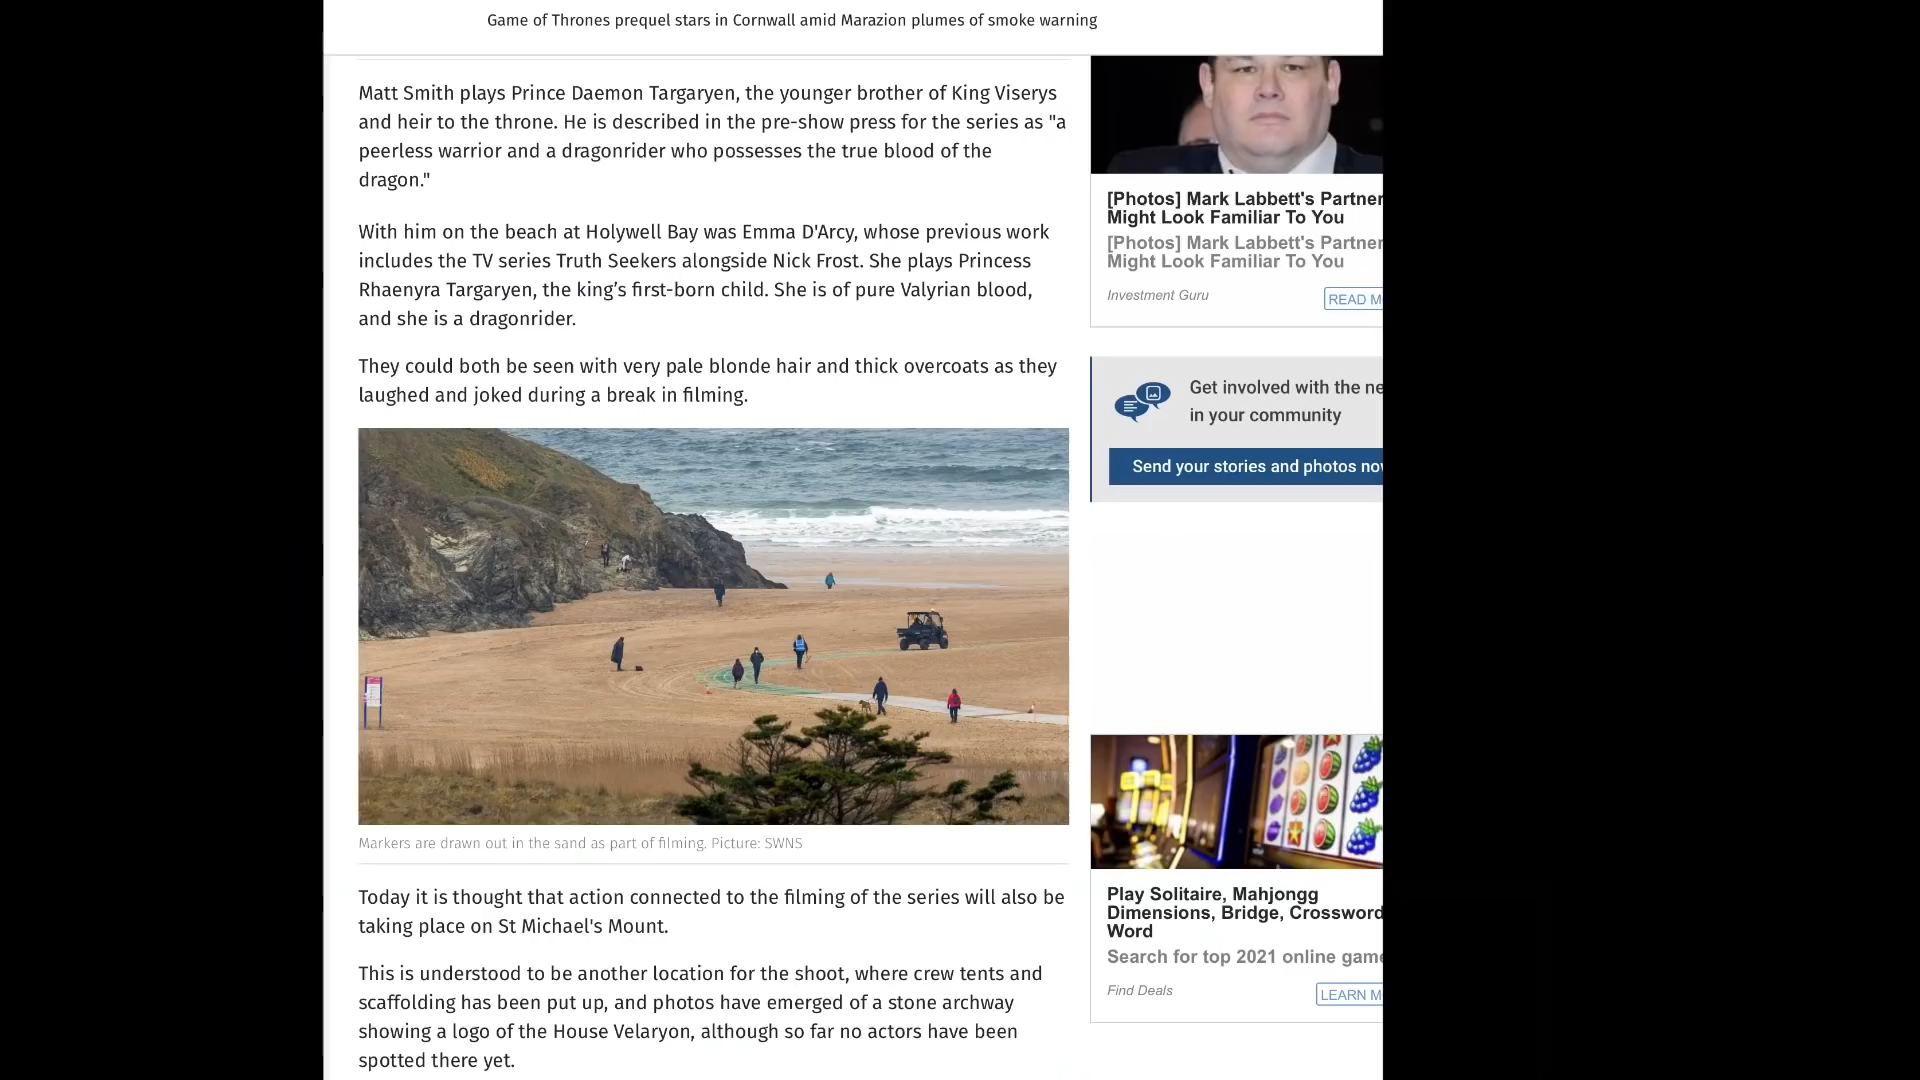 Game of Thrones prequel stars in Cornwall amid Marazion plumes of smoke warning
Matt Smith plays Prince Daemon Targaryen, the younger brother of King Viserys
and heir to the throne. He is described in the pre-show press for the series as "a
peerless warrior and a dragonrider who possesses the true blood of the
dragon."
With him on the beach at Holywell Bay was Emma D'Arcy, whose previous work
includes the TV series Truth Seekers alongside Nick Frost. She plays Princess
Rhaenyra Targaryen, the king’s first-born child. She is of pure Valyrian blood,
and she is a dragonrider.
They could both be seen with very pale blonde hair and thick overcoats as they
laughed and joked during a break in filming.
Markers are drawn out in the sand as part of filming. Picture: SWNS
Today it is thought that action connected to the filming of the series will also be
taking place on St Michael's Mount.
This is understood to be another location for the shoot, where crew tents and
scaffolding has been put up, and photos have emerged of a stone archway
showing a logo of the House Velaryon, although so far no actors have been
spotted there yet.
[Photos] Mark Labbett's Partner
Might Look Familiar To You
[Photos] Mark Labbett's Partner
Might Look Familiar To You
Investment Guru
READ M
Get involved with the ne
in your community
Send your stories and photos no
Play Solitaire, Mahjongg
Dimensions, Bridge, Crossword
Word
Search for top 2021 online game
Find Deals
LEARN M